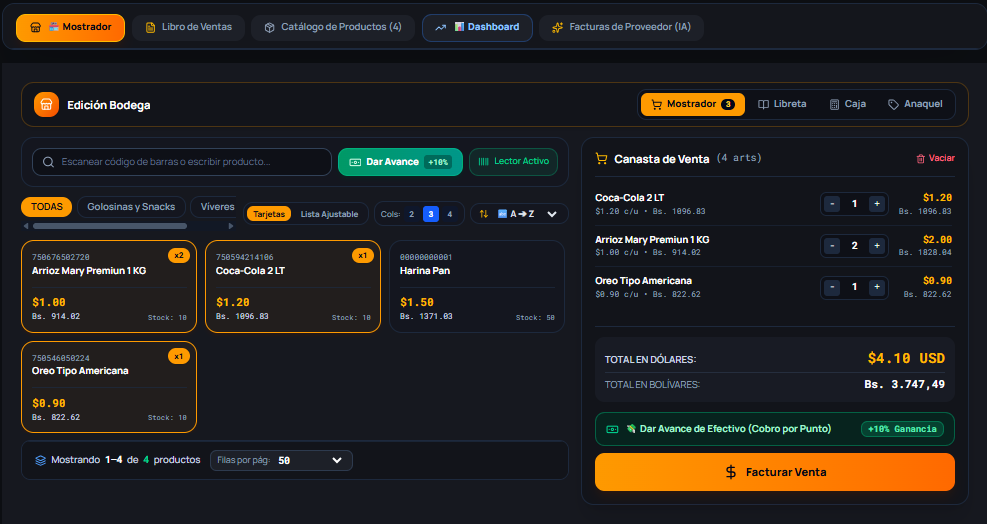 Mostrador
Libro de Ventas
Catálogo de Productos (4)
Dashboard
Facturas de Proveedor (IA)
Edición Bodega
Mostrador 3
Libreta
Caja
Anaquel
Escanear código de barras o escribir producto...
Dar Avance +10%
Lector Activo
TODAS
Golosinas y Snacks
Víveres
Tarjetas
Lista Ajustable
Cols: 2 3 4
A➔Z
750676502720
x2
Arrioz Mary Premiun 1 KG
$1.00
Bs. 914.02
Stock: 10
750594214106
x1
Coca-Cola 2 LT
$1.20
Bs. 1096.83
Stock: 10
00000000001
Harina Pan
$1.50
Bs. 1371.03
Stock: 50
750546050224
x1
Oreo Tipo Americana
$0.90
Bs. 822.62
Stock: 10
Mostrando 1–4 de 4 productos
Filas por pág: 50
Canasta de Venta (4 arts)
Vaciar
Coca-Cola 2 LT
$1.20 c/u • Bs. 1096.83
- 1 +
$1.20
Bs. 1096.83
Arrioz Mary Premiun 1 KG
$1.00 c/u • Bs. 914.02
- 2 +
$2.00
Bs. 1828.04
Oreo Tipo Americana
$0.90 c/u • Bs. 822.62
- 1 +
$0.90
Bs. 822.62
TOTAL EN DÓLARES:
$4.10 USD
TOTAL EN BOLÍVARES:
Bs. 3.747,49
Dar Avance de Efectivo (Cobro por Punto)
+10% Ganancia
$ Facturar Venta